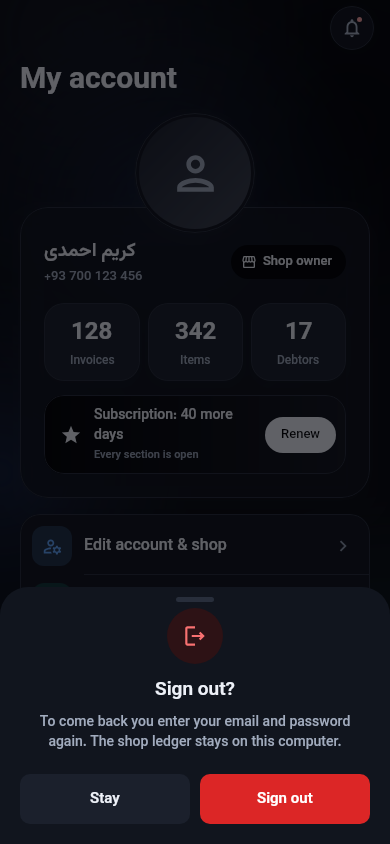 My account
کریم احمدی
+93 700 123 456
Shop owner
128
Invoices
342
Items
17
Debtors
Subscription: 40 more
days
Every section is open
Renew
Edit account & shop
Sign out?
To come back you enter your email and password
again. The shop ledger stays on this computer.
Stay
Sign out